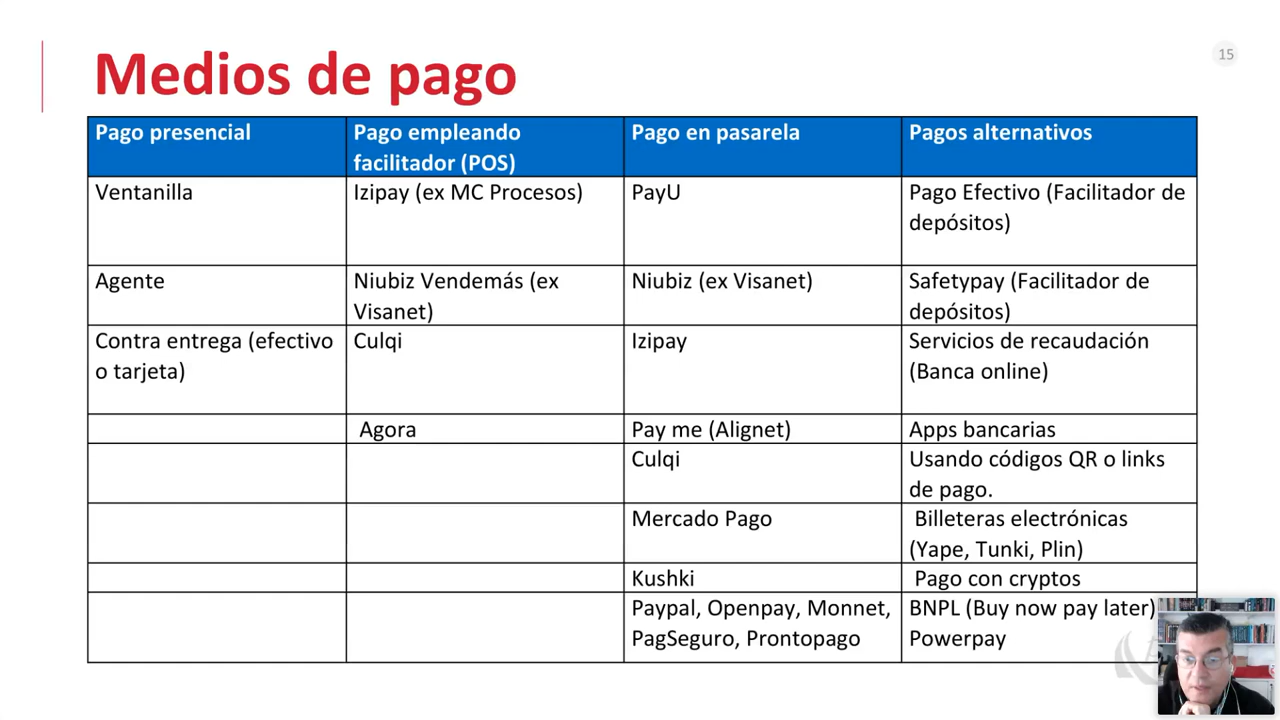 15
Medios de pago
Pago presencial
Pago empleando
facilitador (POS)
Pago en pasarela
Pagos alternativos
Ventanilla
Izipay (ex MC Procesos)
PayU
Pago Efectivo (Facilitador de
depósitos)
Agente
Niubiz Vendemás (ex
Visanet)
Niubiz (ex Visanet)
Safetypay (Facilitador de
depósitos)
Contra entrega (efectivo
o tarjeta)
Culqi
Izipay
Servicios de recaudación
(Banca online)
Agora
Pay me (Alignet)
Apps bancarias
Culqi
Usando códigos QR o links
de pago.
Mercado Pago
Billeteras electrónicas
(Yape, Tunki, Plin)
Kushki
Pago con cryptos
Paypal, Openpay, Monnet,
PagSeguro, Prontopago
BNPL (Buy now pay later)
Powerpay